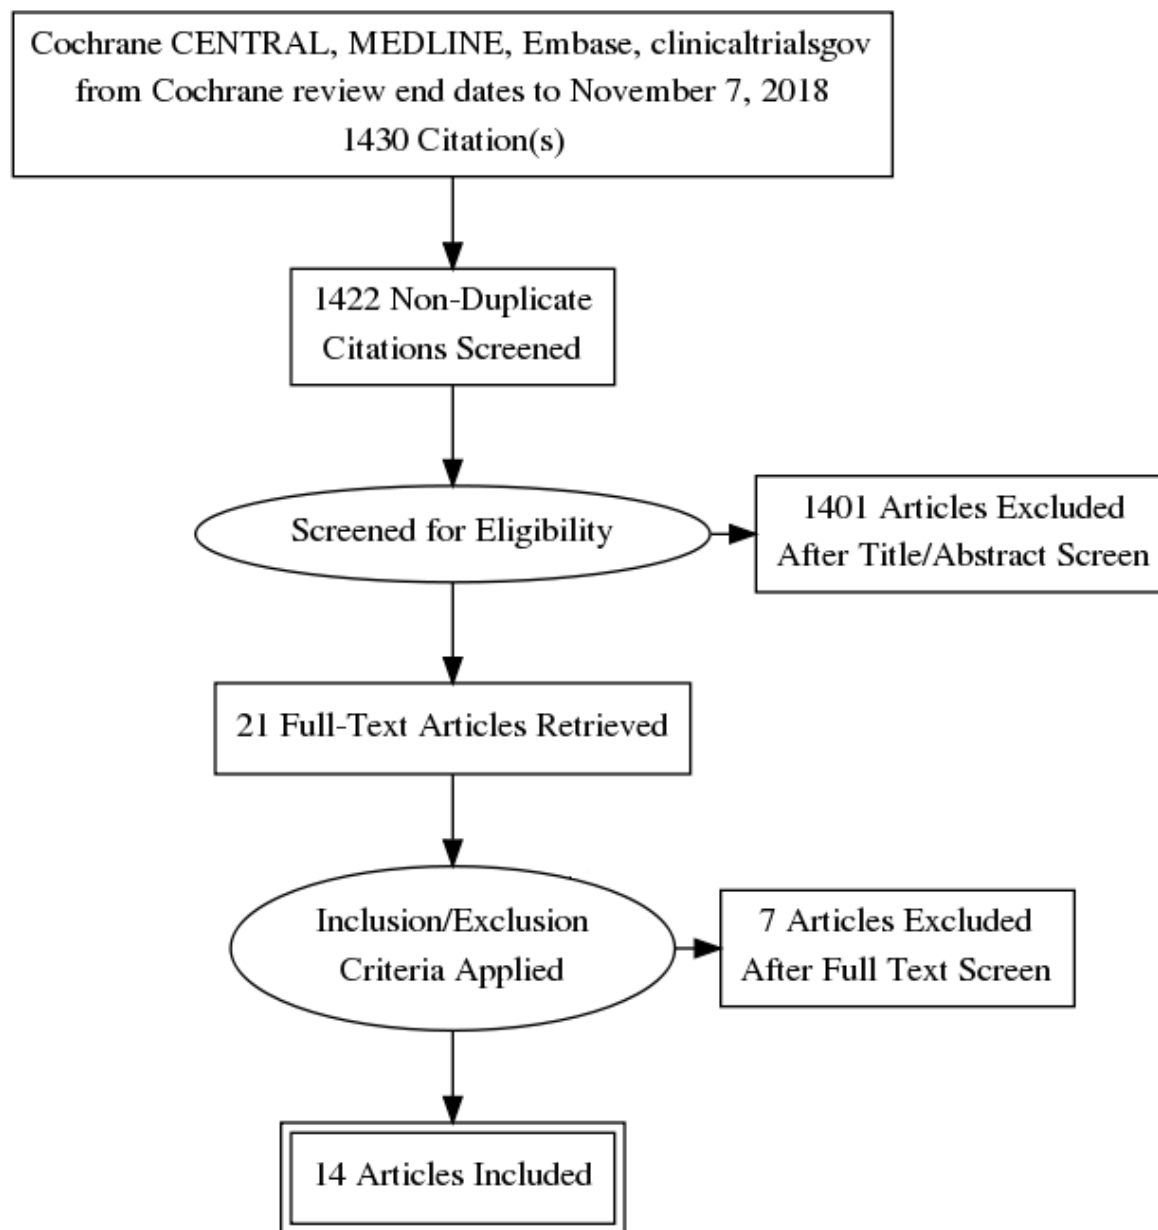 Cochrane CENTRAL, MEDLINE, Embase, clinicaltrialsgov
from Cochrane review end dates to November 7, 2018
1430 Citation(s)
1422 Non-Duplicate
Citations Screened
Screened for Eligibility
1401 Articles Excluded
After Title/Abstract Screen
21 Full-Text Articles Retrieved
Inclusion/Exclusion
Criteria Applied
7 Articles Excluded
After Full Text Screen
14 Articles Included